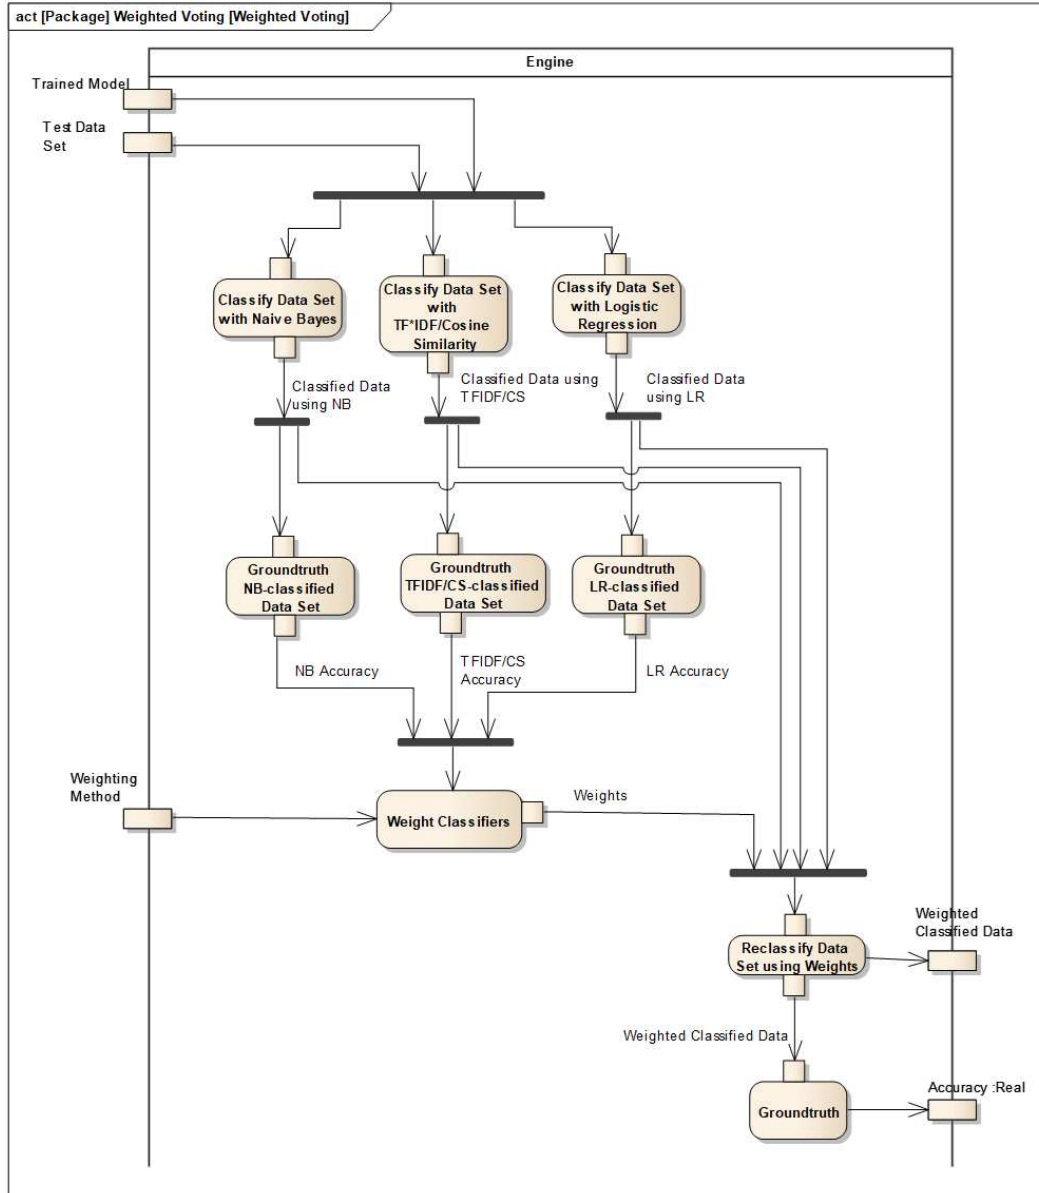 act [Package] Weighted Voting [Weighted Voting]
Engine
Trained Model
Test Data
Set
Classify Data Set
with Naive Bayes
Classify Data Set
with
TF*IDF/Cosine
Similarity
Classify Data Set
with Logistic
Regression
Classified Data
using NB
Classified Data using
TFIDF/CS
Classified Data
using LR
Groundtruth
NB-classified
Data Set
Groundtruth
TFIDF/CS-classified
Data Set
Groundtruth
LR-classified
Data Set
NB Accuracy
TFIDF/CS
Accuracy
LR Accuracy
Weighting
Method
Weight Classifiers
Weights
Reclassify Data
Set using Weights
Weighted
Classified Data
Weighted Classified Data
Groundtruth
Accuracy :Real